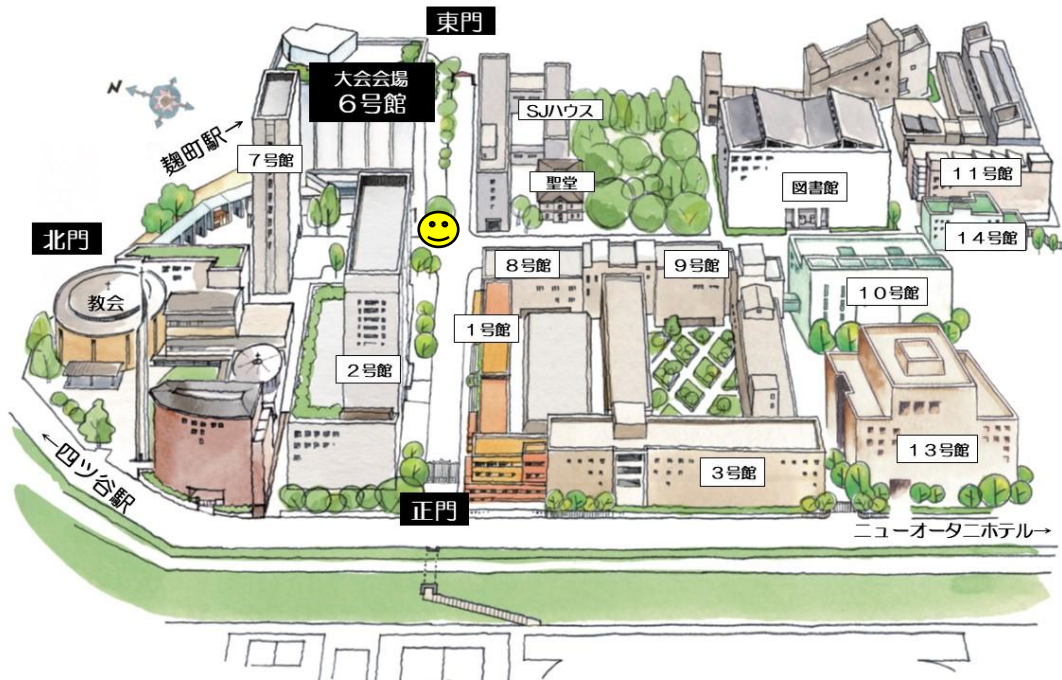 東門
N
大会会場
6号館
SJハウス
麹町駅→
7号館
聖堂
図書館
11号館
北門
14号館
8号館
9号館
教会
10号館
1号館
2号館
←四ツ谷駅
13号館
3号館
正門
ニューオータニホテル→